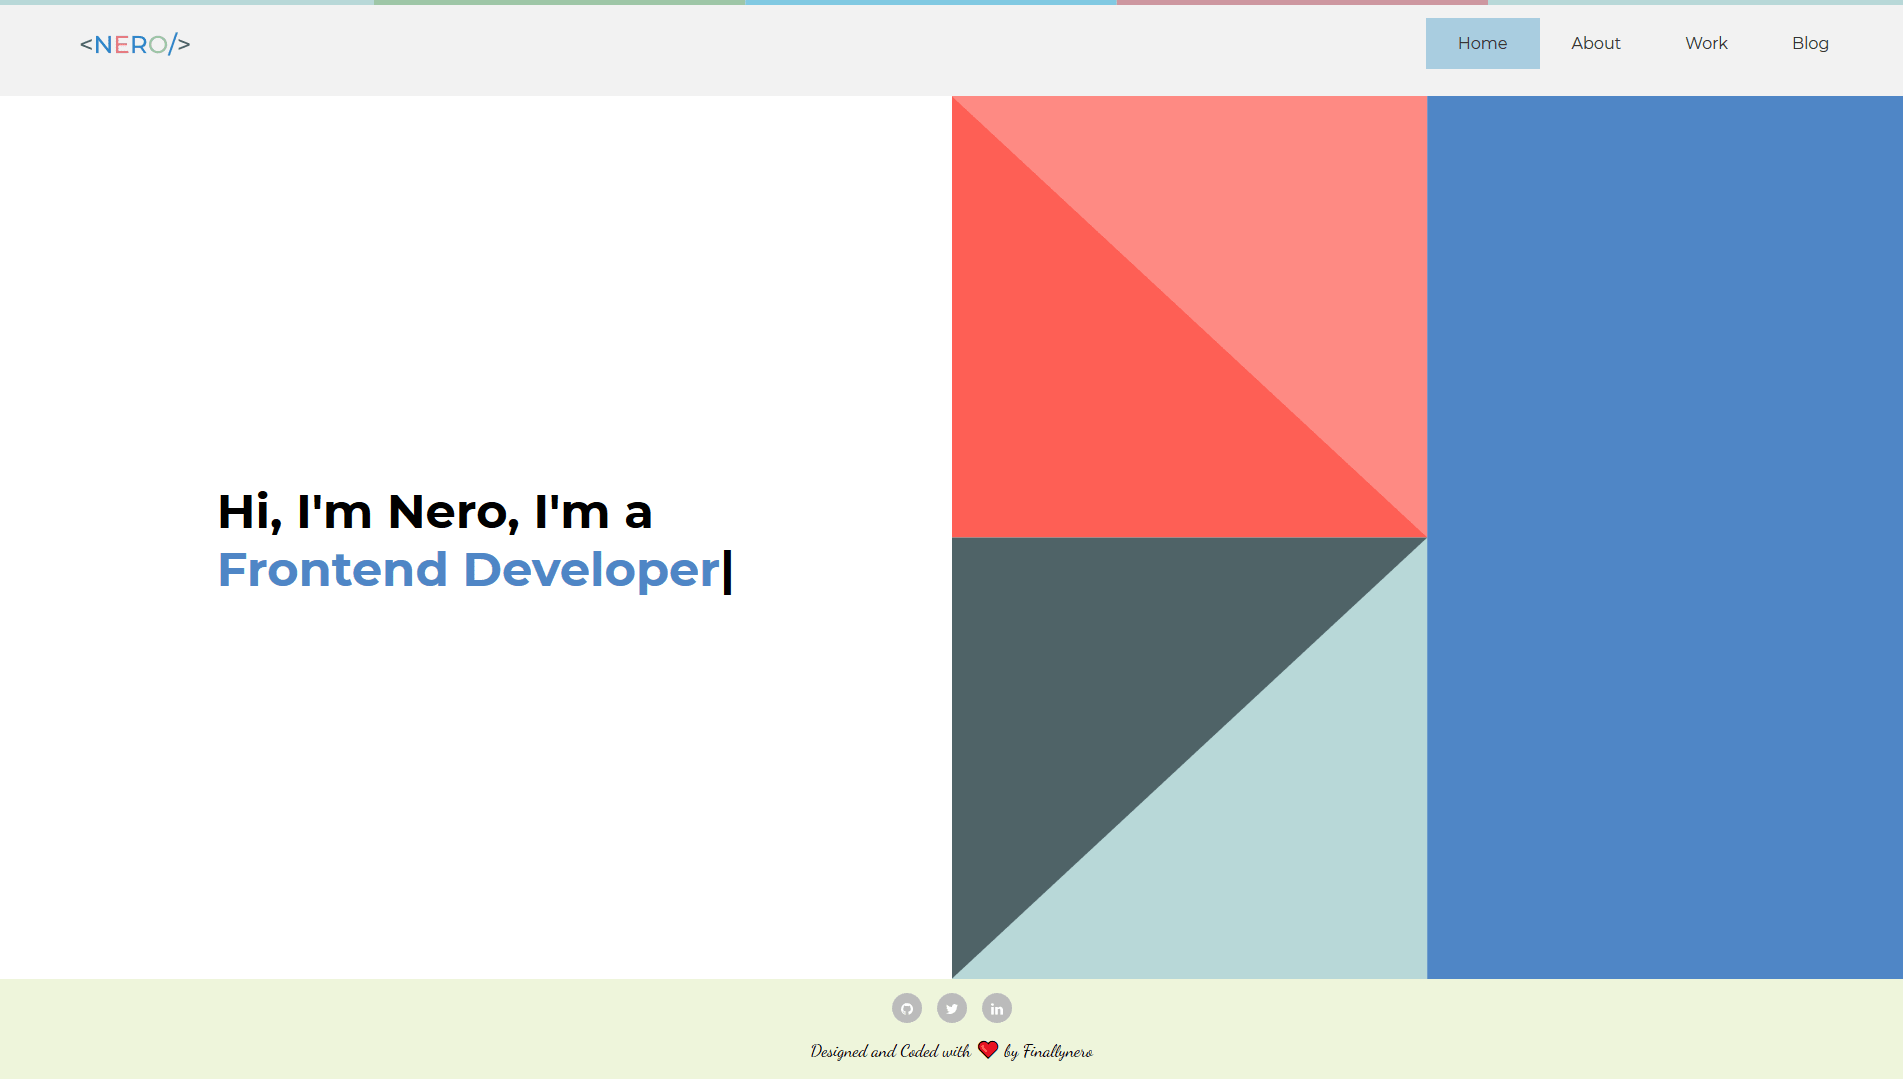 <NERO/>
Home About Work Blog
Hi, I'm Nero, I'm a
Frontend Developer|
in
Designed and Coded with ❤ by Finallynero